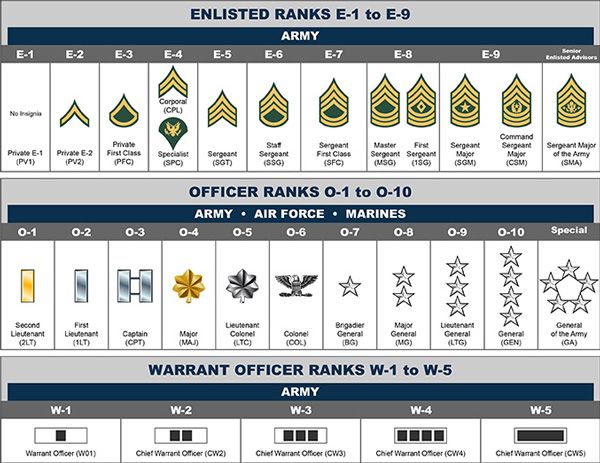 ENLISTED RANKS E-1 to E-9
ARMY
E-1
E-2
E-3
E-4
E-5
E-6
E-7
E-8
E-9
Senior
Enlisted Advisors
No Insignia
Private E-1
(PV1)
Private E-2
(PV2)
Private
First Class
(PFC)
Corporal
(CPL)
Specialist
(SPC)
Sergeant
(SGT)
Staff
Sergeant
(SSG)
Sergeant
First Class
(SFC)
Master
Sergeant
(MSG)
First
Sergeant
(1SG)
Sergeant
Major
(SGM)
Command
Sergeant
Major
(CSM)
Sergeant Major
of the Army
(SMA)
OFFICER RANKS O-1 to O-10
ARMY • AIR FORCE • MARINES
O-1
O-2
O-3
O-4
O-5
O-6
O-7
O-8
O-9
O-10
Special
Second
Lieutenant
(2LT)
First
Lieutenant
(1LT)
Captain
(CPT)
Major
(MAJ)
Lieutenant
Colonel
(LTC)
Colonel
(COL)
Brigadier
General
(BG)
Major
General
(MG)
Lieutenant
General
(LTG)
General
(GEN)
General
of the Army
(GA)
WARRANT OFFICER RANKS W-1 to W-5
ARMY
W-1
W-2
W-3
W-4
W-5
Warrant Officer (W01)
Chief Warrant Officer (CW2)
Chief Warrant Officer (CW3)
Chief Warrant Officer (CW4)
Chief Warrant Officer (CW5)